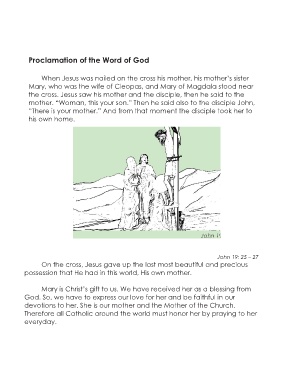 Proclamation of the Word of God
When Jesus was nailed on the cross his mother, his mother's sister
Mary, who was the wife of Cleopas, and Mary of Magdala stood near
the cross. Jesus saw his mother and the disciple, then he said to the
mother. "Woman, this your son." Then he said also to the disciple John,
"There is your mother." And from that moment the disciple took her to
his own home.
John 19
John 19: 25 – 27
On the cross, Jesus gave up the last most beautiful and precious
possession that He had in this world, His own mother.
Mary is Christ's gift to us. We have received her as a blessing from
God. So, we have to express our love for her and be faithful in our
devotions to her. She is our mother and the Mother of the Church.
Therefore all Catholic around the world must honor her by praying to her
everyday.